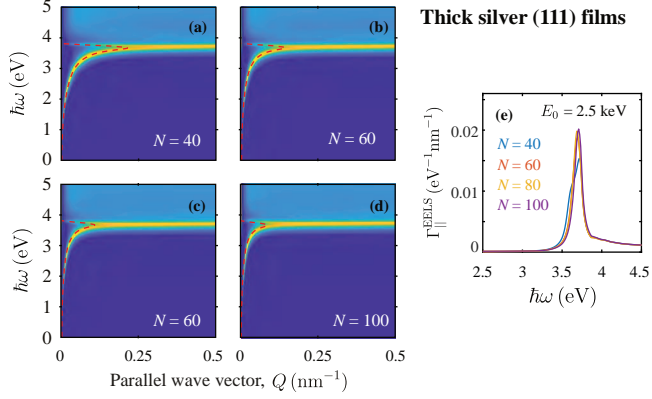 Thick silver (111) films
5
4
3
2
1
0
ħω (eV)
(a)
N = 40
(b)
N = 60
5
4
3
2
1
0
ħω (eV)
(c)
N = 60
(d)
N = 100
0
0.25
0.5
0
0.25
0.5
Parallel wave vector, Q (nm⁻¹)
(e)
E₀ = 2.5 keV
N = 40
N = 60
N = 80
N = 100
0.02
0.01
0
Γ∥^EELS (eV⁻¹nm⁻¹)
2.5
3
3.5
4
4.5
ħω (eV)